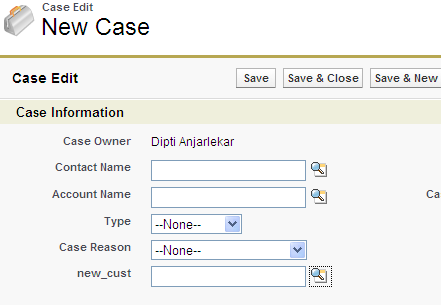 Case Edit
New Case
Case Edit Save Save & Close Save & New
Case Information
Case Owner Dipti Anjarlekar
Contact Name
Account Name Ca
Type --None--
Case Reason --None--
new_cust